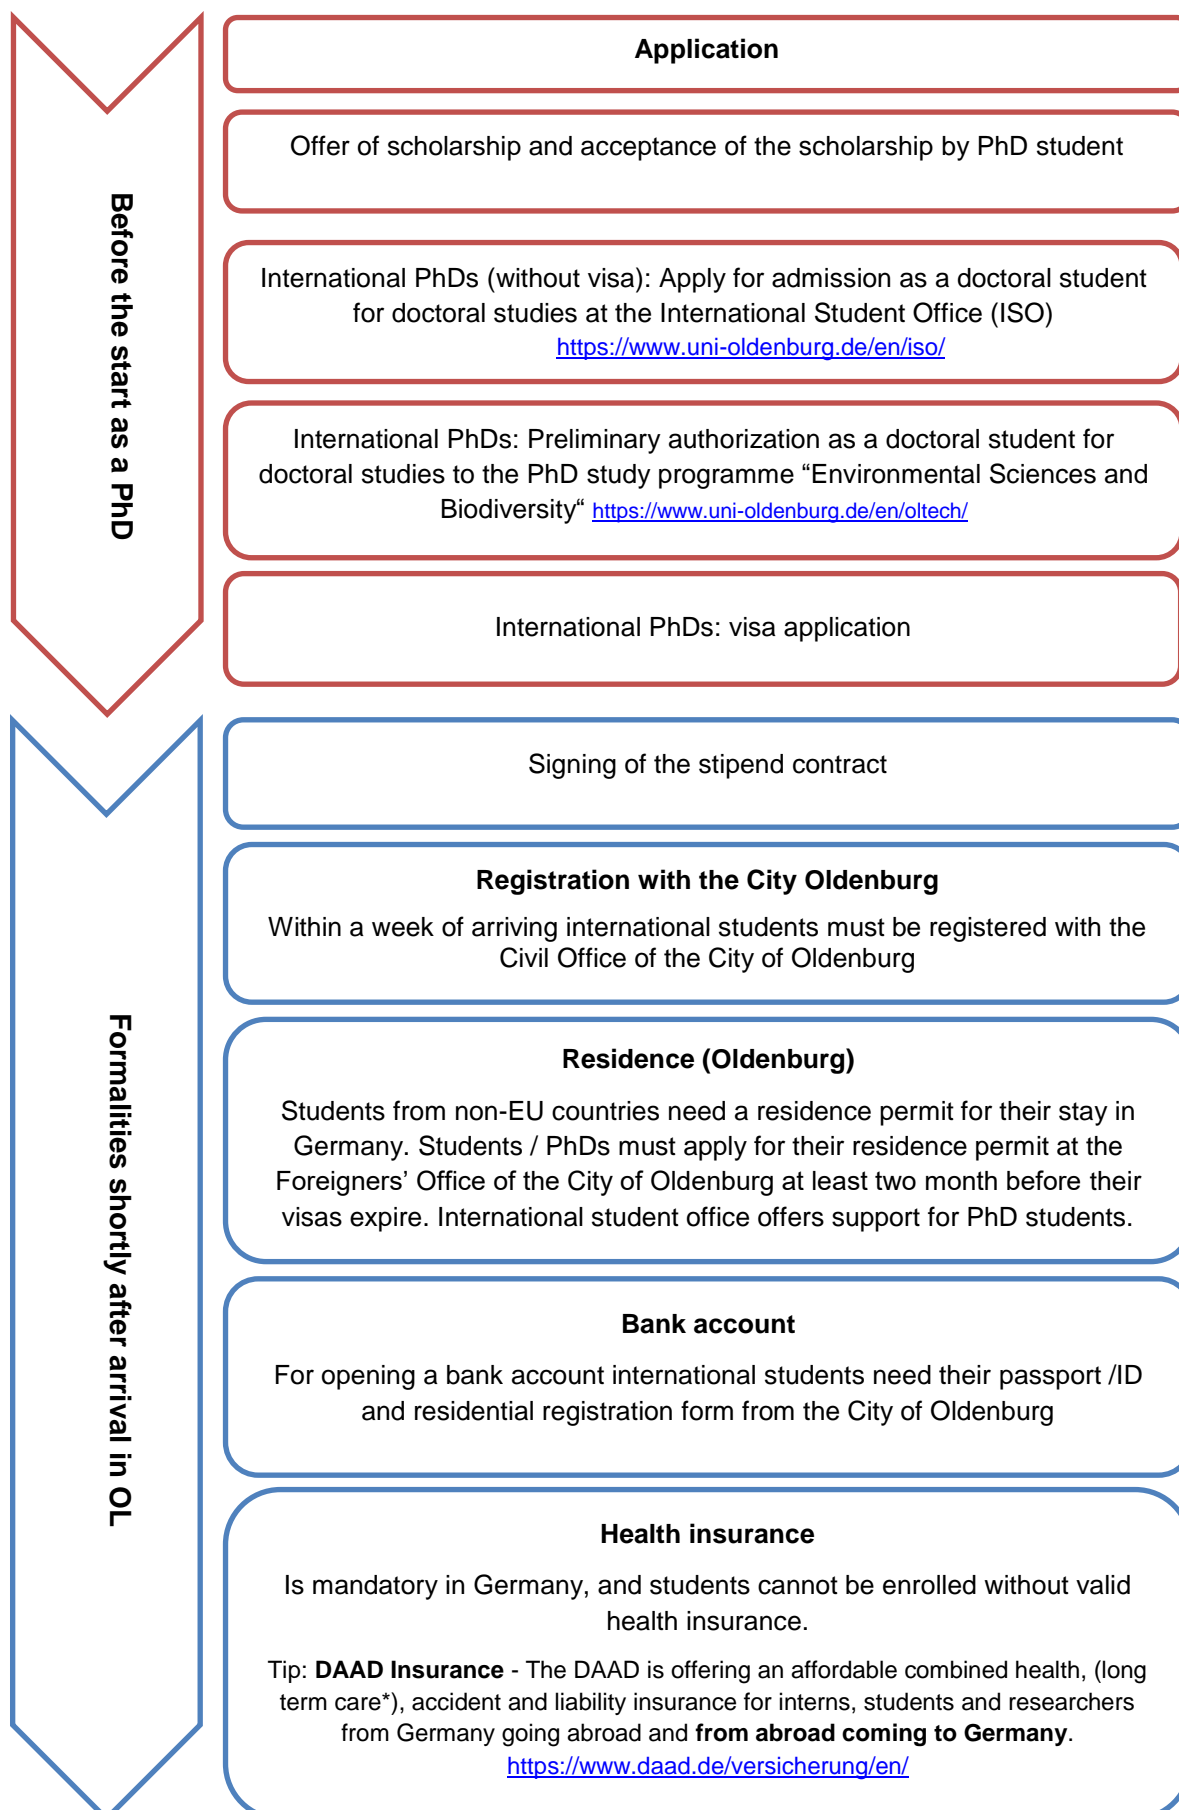 Before the start as a PhD
Application
Offer of scholarship and acceptance of the scholarship by PhD student
International PhDs (without visa): Apply for admission as a doctoral student
for doctoral studies at the International Student Office (ISO)
https://www.uni-oldenburg.de/en/iso/
International PhDs: Preliminary authorization as a doctoral student for
doctoral studies to the PhD study programme “Environmental Sciences and
Biodiversity“ https://www.uni-oldenburg.de/en/oltech/
International PhDs: visa application
Formalities shortly after arrival in OL
Signing of the stipend contract
Registration with the City Oldenburg
Within a week of arriving international students must be registered with the
Civil Office of the City of Oldenburg
Residence (Oldenburg)
Students from non-EU countries need a residence permit for their stay in
Germany. Students / PhDs must apply for their residence permit at the
Foreigners’ Office of the City of Oldenburg at least two month before their
visas expire. International student office offers support for PhD students.
Bank account
For opening a bank account international students need their passport /ID
and residential registration form from the City of Oldenburg
Health insurance
Is mandatory in Germany, and students cannot be enrolled without valid
health insurance.
Tip: DAAD Insurance - The DAAD is offering an affordable combined health, (long
term care*), accident and liability insurance for interns, students and researchers
from Germany going abroad and from abroad coming to Germany.
https://www.daad.de/versicherung/en/